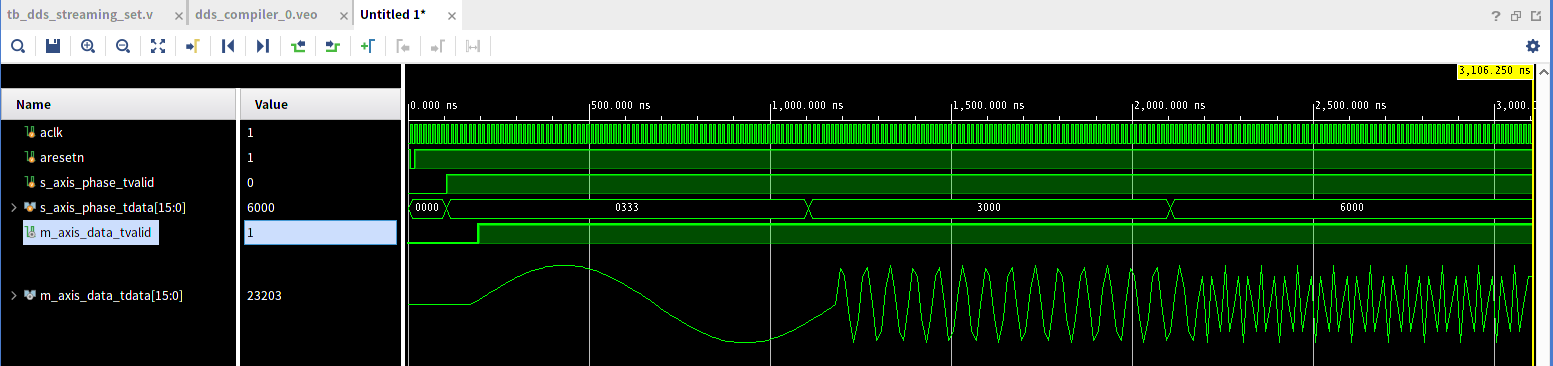 tb_dds_streaming_set.v × dds_compiler_0.veo × Untitled 1* ×
?
3,106.250 ns
Name Value
0.000 ns 500.000 ns 1,000.000 ns 1,500.000 ns 2,000.000 ns 2,500.000 ns 3,000.
aclk 1
aresetn 1
s_axis_phase_tvalid 0
s_axis_phase_tdata[15:0] 6000 0000 0333 3000 6000
m_axis_data_tvalid 1
m_axis_data_tdata[15:0] 23203